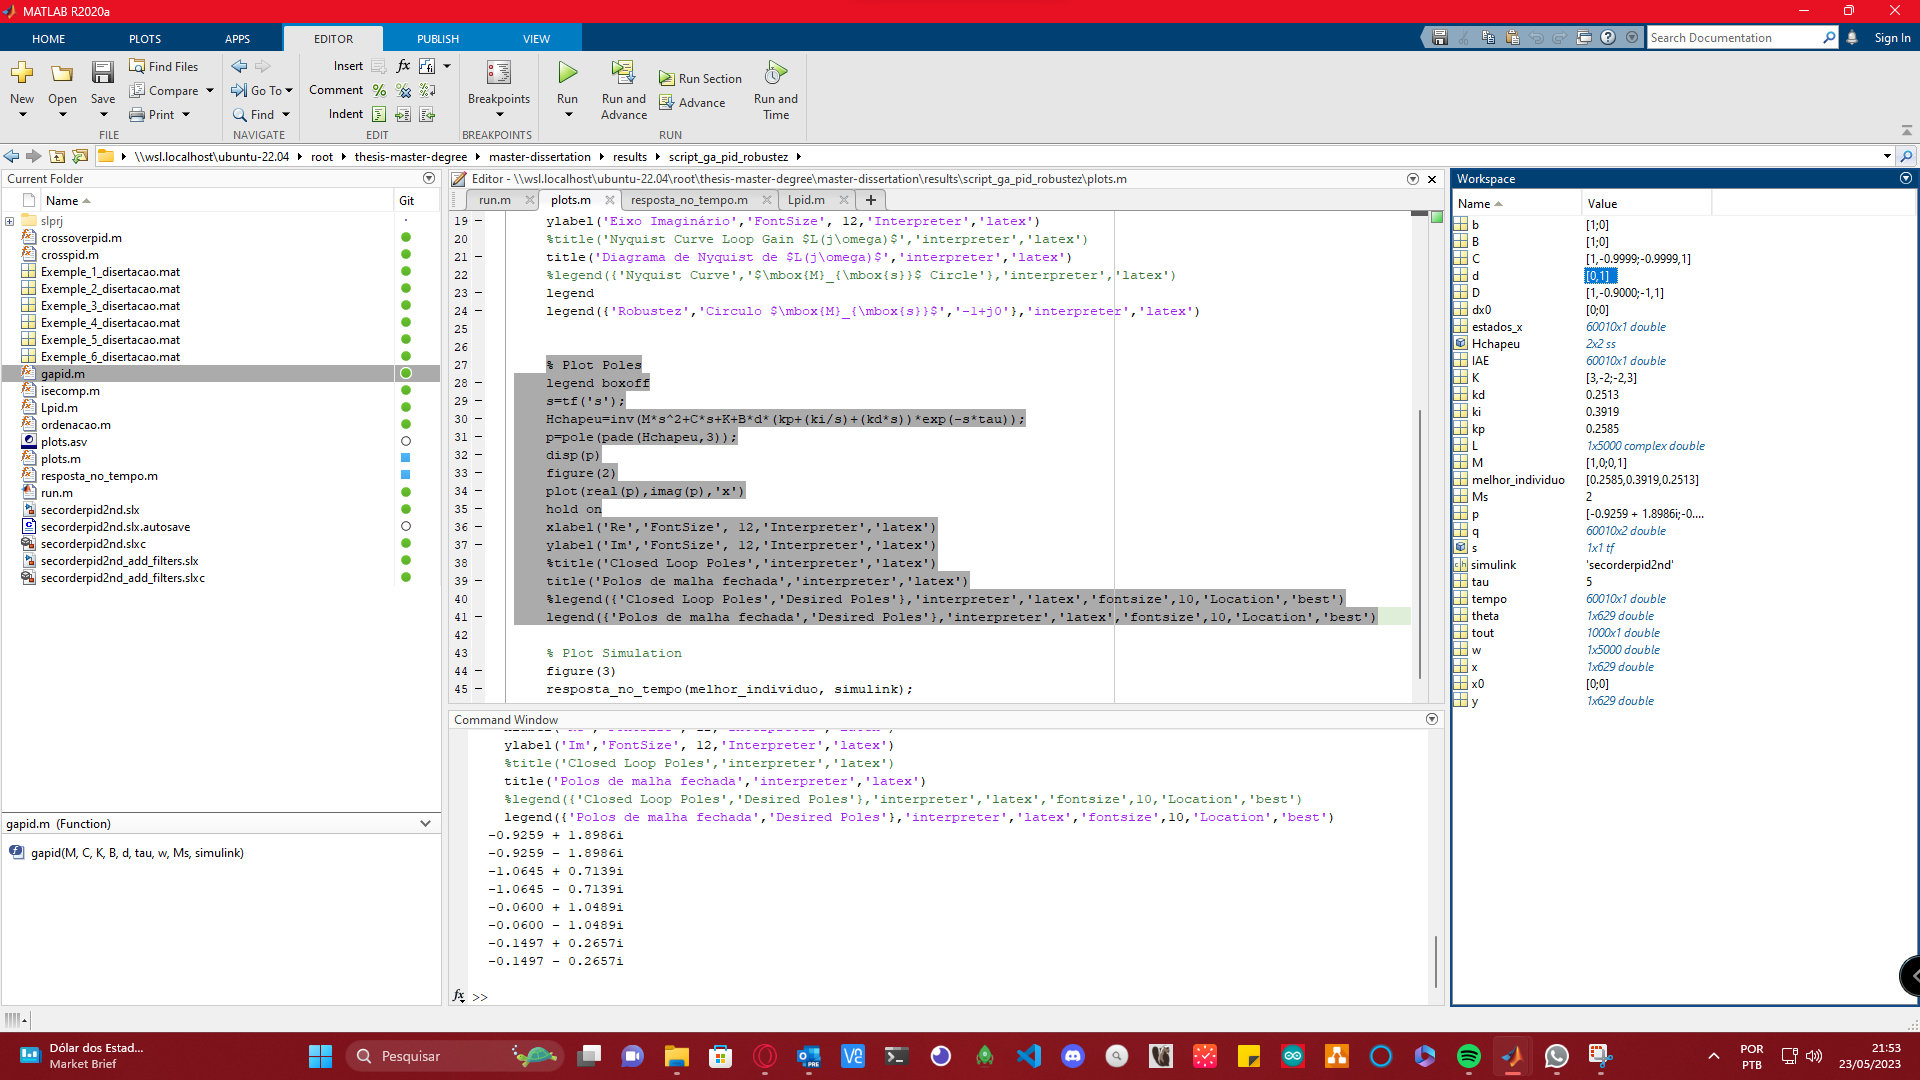 MATLAB R2020a
HOME PLOTS APPS EDITOR PUBLISH VIEW
Search Documentation
Sign In
New Open Save
Find Files
Compare
Print
FILE
Go To
Find
NAVIGATE
Insert
Comment
Indent
EDIT
Breakpoints
BREAKPOINTS
Run
Run and Advance
Run Section
Advance
Run and Time
RUN
\\wsl.localhost\ubuntu-22.04 root thesis-master-degree master-dissertation results script_ga_pid_robustez
Current Folder
Name Git
slprj
crossoverpid.m
crosspid.m
Exemple_1_disertacao.mat
Exemple_2_disertacao.mat
Exemple_3_disertacao.mat
Exemple_4_disertacao.mat
Exemple_5_disertacao.mat
Exemple_6_disertacao.mat
gapid.m
isecomp.m
Lpid.m
ordenacao.m
plots.asv
plots.m
resposta_no_tempo.m
run.m
secorderpid2nd.slx
secorderpid2nd.slx.autosave
secorderpid2nd.slxc
secorderpid2nd_add_filters.slx
secorderpid2nd_add_filters.slxc
gapid.m (Function)
gapid(M, C, K, B, d, tau, w, Ms, simulink)
Editor - \\wsl.localhost\ubuntu-22.04\root\thesis-master-degree\master-dissertation\results\script_ga_pid_robustez\plots.m
run.m plots.m resposta_no_tempo.m Lpid.m
19 ylabel('Eixo Imaginário','FontSize', 12,'Interpreter','latex')
20 %title('Nyquist Curve Loop Gain $L(j\omega)$','interpreter','latex')
21 title('Diagrama de Nyquist de $L(j\omega)$','interpreter','latex')
22 %legend({'Nyquist Curve','$\mbox{M}_{\mbox{s}}$ Circle'},'interpreter','latex')
23 legend
24 legend({'Robustez','Circulo $\mbox{M}_{\mbox{s}}$','-1+j0'},'interpreter','latex')
25
26
27 % Plot Poles
28 legend boxoff
29 s=tf('s');
30 Hchapeu=inv(M*s^2+C*s+K+B*d*(kp+(ki/s)+(kd*s))*exp(-s*tau));
31 p=pole(pade(Hchapeu,3));
32 disp(p)
33 figure(2)
34 plot(real(p),imag(p),'x')
35 hold on
36 xlabel('Re','FontSize', 12,'Interpreter','latex')
37 ylabel('Im','FontSize', 12,'Interpreter','latex')
38 %title('Closed Loop Poles','interpreter','latex')
39 title('Polos de malha fechada','interpreter','latex')
40 %legend({'Closed Loop Poles','Desired Poles'},'interpreter','latex','fontsize',10,'Location','best')
41 legend({'Polos de malha fechada','Desired Poles'},'interpreter','latex','fontsize',10,'Location','best')
42
43 % Plot Simulation
44 figure(3)
45 resposta_no_tempo(melhor_individuo, simulink);
Command Window
ylabel('Im','FontSize', 12,'Interpreter','latex')
%title('Closed Loop Poles','interpreter','latex')
title('Polos de malha fechada','interpreter','latex')
%legend({'Closed Loop Poles','Desired Poles'},'interpreter','latex','fontsize',10,'Location','best')
legend({'Polos de malha fechada','Desired Poles'},'interpreter','latex','fontsize',10,'Location','best')
-0.9259 + 1.8986i
-0.9259 - 1.8986i
-1.0645 + 0.7139i
-1.0645 - 0.7139i
-0.0600 + 1.0489i
-0.0600 - 1.0489i
-0.1497 + 0.2657i
-0.1497 - 0.2657i
fx >>
Workspace
Name Value
b [1;0]
B [1;0]
C [1,-0.9999;-0.9999,1]
d [0,1]
D [1,-0.9000;-1,1]
dx0 [0;0]
estados_x 60010x1 double
Hchapeu 2x2 ss
IAE 60010x1 double
K [3,-2;-2,3]
kd 0.2513
ki 0.3919
kp 0.2585
L 1x5000 complex double
M [1,0;0,1]
melhor_individuo [0.2585,0.3919,0.2513]
Ms 2
p [-0.9259 + 1.8986i;-0....
q 60010x2 double
s 1x1 tf
simulink 'secorderpid2nd'
tau 5
tempo 60010x1 double
theta 1x629 double
tout 1000x1 double
w 1x5000 double
x 1x629 double
x0 [0;0]
y 1x629 double
Dólar dos Estad...
Market Brief
Pesquisar
POR
PTB
21:53
23/05/2023